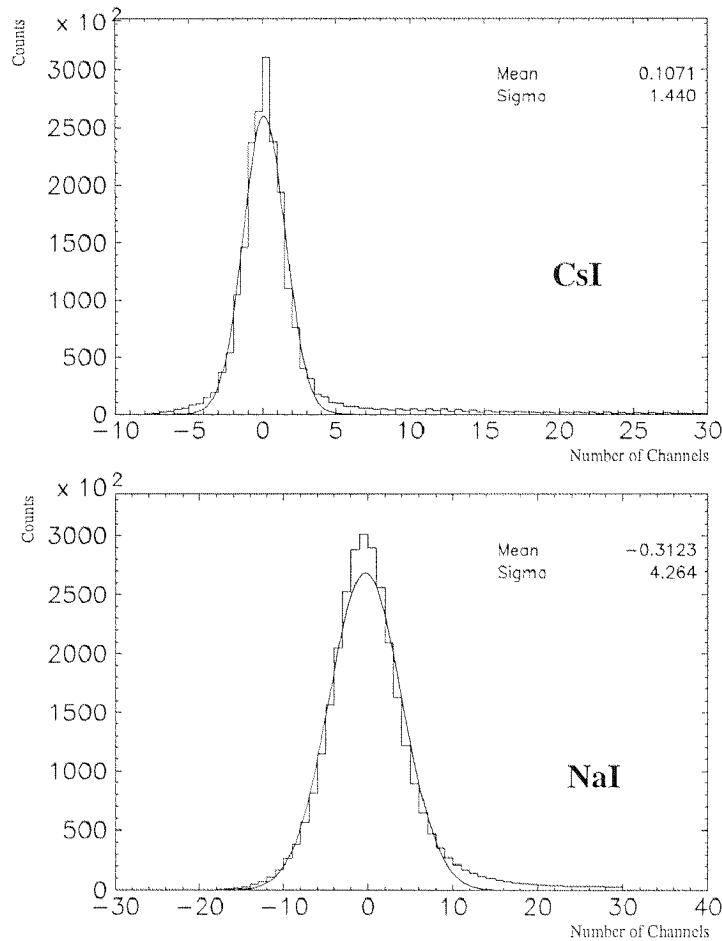 Counts
× 10²
3000
2500
2000
1500
1000
500
0
Mean 0.1071
Sigma 1.440
CsI
−10 −5 0 5 10 15 20 25 30
Number of Channels
Counts
× 10²
3000
2500
2000
1500
1000
500
0
Mean −0.3123
Sigma 4.264
NaI
−30 −20 −10 0 10 20 30 40
Number of Channels